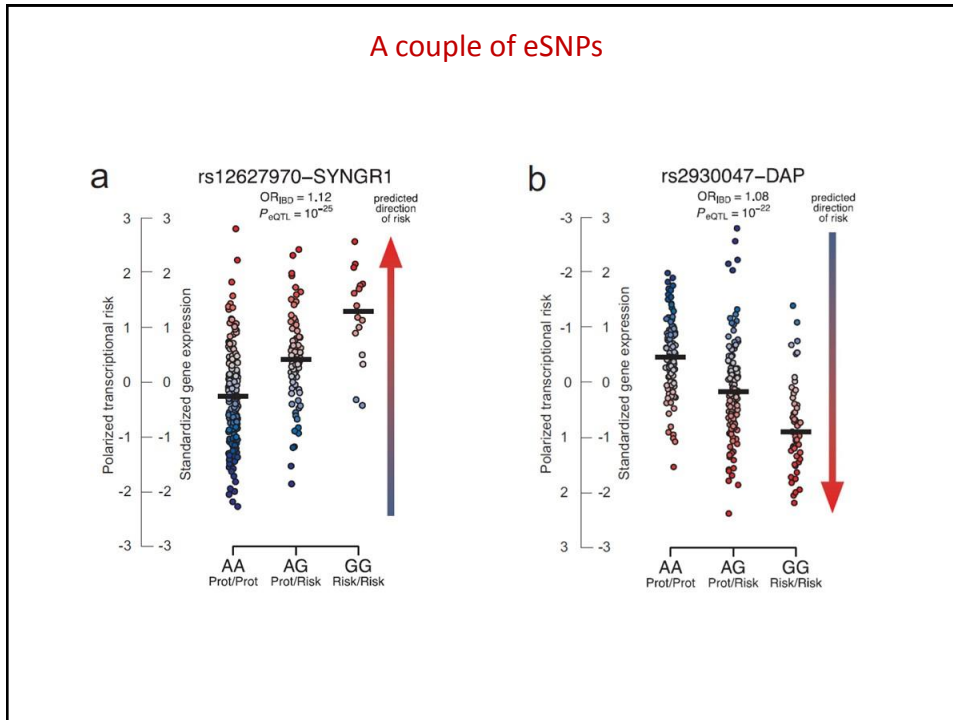 A couple of eSNPs
a
rs12627970–SYNGR1
OR_IBD = 1.12
P_eQTL = 10^-25
predicted
direction
of risk
Polarized transcriptional risk
3
2
1
0
-1
-2
-3
Standardized gene expression
3
2
1
0
-1
-2
-3
AA
Prot/Prot
AG
Prot/Risk
GG
Risk/Risk
b
rs2930047–DAP
OR_IBD = 1.08
P_eQTL = 10^-22
predicted
direction
of risk
Polarized transcriptional risk
-3
-2
-1
0
1
2
3
Standardized gene expression
3
2
1
0
-1
-2
-3
AA
Prot/Prot
AG
Prot/Risk
GG
Risk/Risk